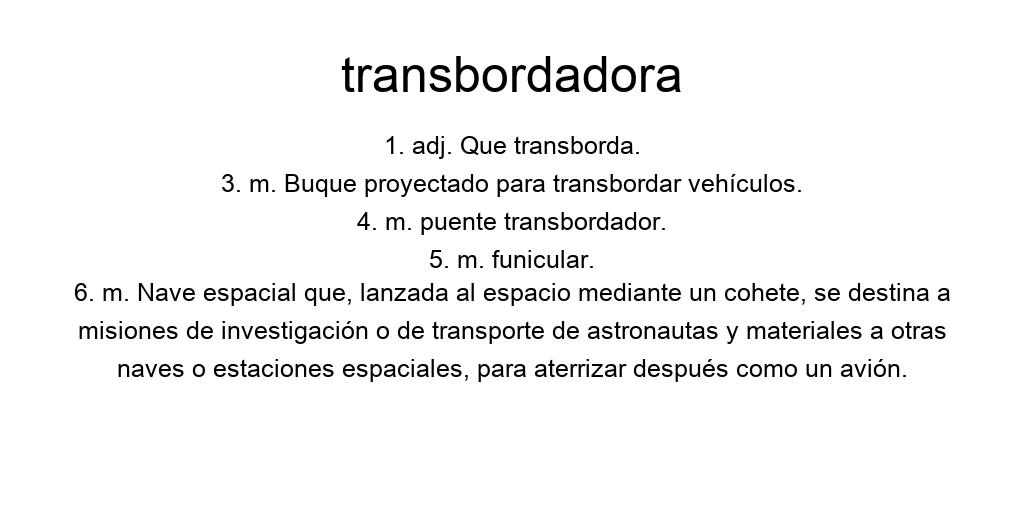 transbordadora
1. adj. Que transborda.
3. m. Buque proyectado para transbordar vehículos.
4. m. puente transbordador.
5. m. funicular.
6. m. Nave espacial que, lanzada al espacio mediante un cohete, se destina a
misiones de investigación o de transporte de astronautas y materiales a otras
naves o estaciones espaciales, para aterrizar después como un avión.